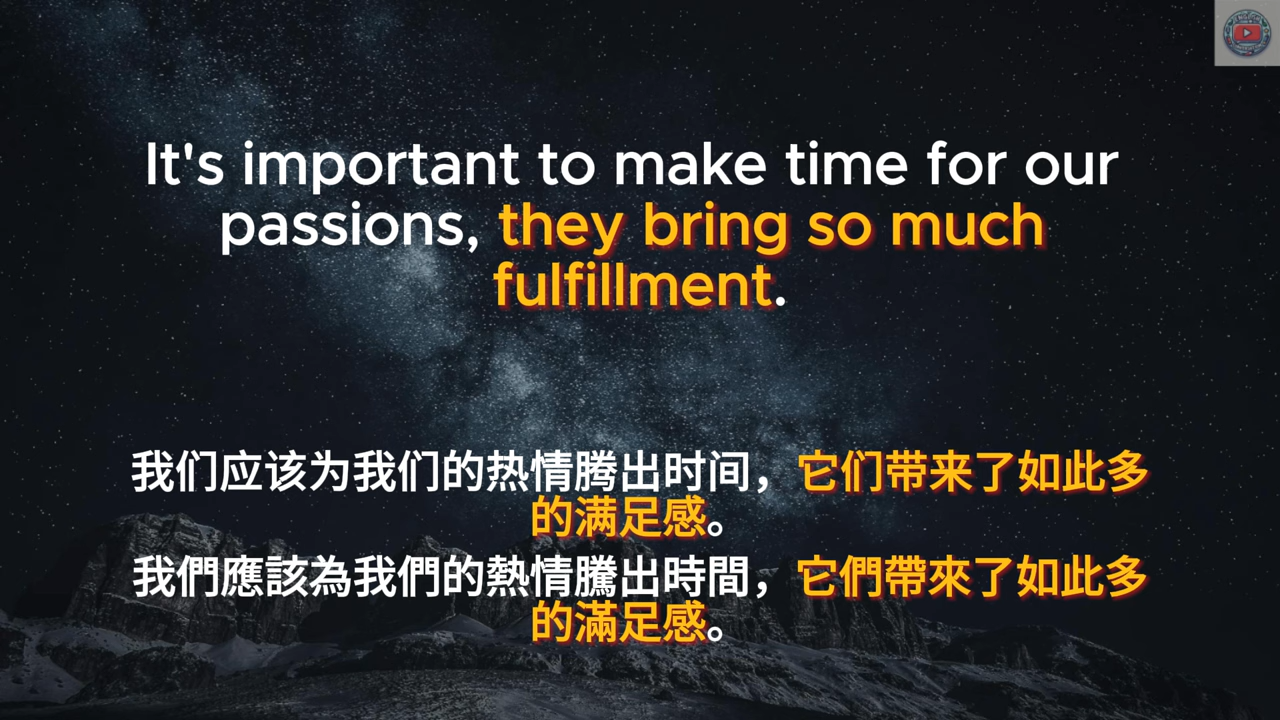 It's important to make time for our
passions, they bring so much
fulfillment.
我们应该为我们的热情腾出时间，它们带来了如此多
的满足感。
我們應該為我們的熱情騰出時間，它們帶來了如此多
的滿足感。